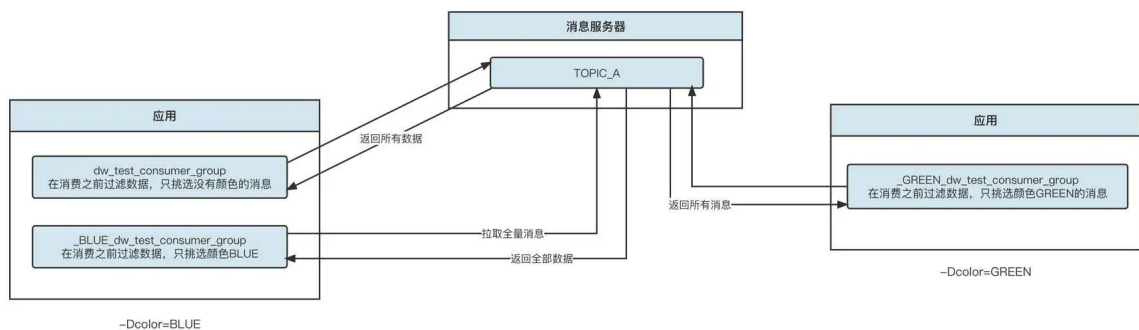 消息服务器
TOPIC_A
应用
返回所有数据
dw_test_consumer_group
在消费之前过滤数据，只挑选没有颜色的消息
_BLUE_dw_test_consumer_group
在消费之前过滤数据，只挑选颜色BLUE
拉取全量消息
返回全部数据
返回所有消息
应用
_GREEN_dw_test_consumer_group
在消费之前过滤数据，只挑选颜色GREEN的消息
-Dcolor=GREEN
-Dcolor=BLUE